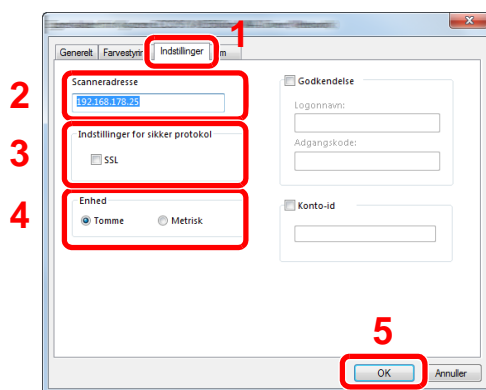 1
Generelt
Farvestyrin
Indstillinger
m
2
Scanneradresse
192.168.178.25
3
Indstillinger for sikker protokol
SSL
4
Enhed
Tomme
Metrisk
Godkendelse
Logonnavn:
Adgangskode:
Konto-id
5
OK
Annuller